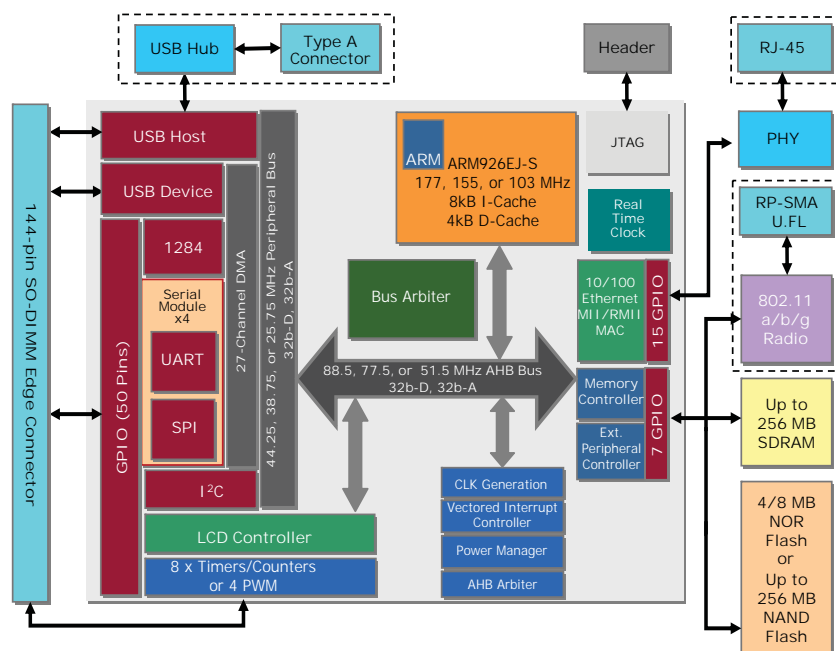 USB Hub
Type A
Connector
Header
RJ-45
144-pin SO-DIMM Edge Connector
USB Host
USB Device
1284
Serial
Module
x4
UART
SPI
GPIO (50 Pins)
I²C
27-Channel DMA
44.25, 38.75, or 25.75 MHz Peripheral Bus
32b-D, 32b-A
LCD Controller
8 x Timers/Counters
or 4 PWM
ARM
ARM926EJ-S
177, 155, or 103 MHz
8kB I-Cache
4kB D-Cache
Bus Arbiter
88.5, 77.5, or 51.5 MHz AHB Bus
32b-D, 32b-A
CLK Generation
Vectored Interrupt
Controller
Power Manager
AHB Arbiter
JTAG
Real
Time
Clock
10/100
Ethernet
MII/RMII
MAC
15 GPIO
Memory
Controller
Ext.
Peripheral
Controller
7 GPIO
PHY
RP-SMA
U.FL
802.11
a/b/g
Radio
Up to
256 MB
SDRAM
4/8 MB
NOR
Flash
or
Up to
256 MB
NAND
Flash